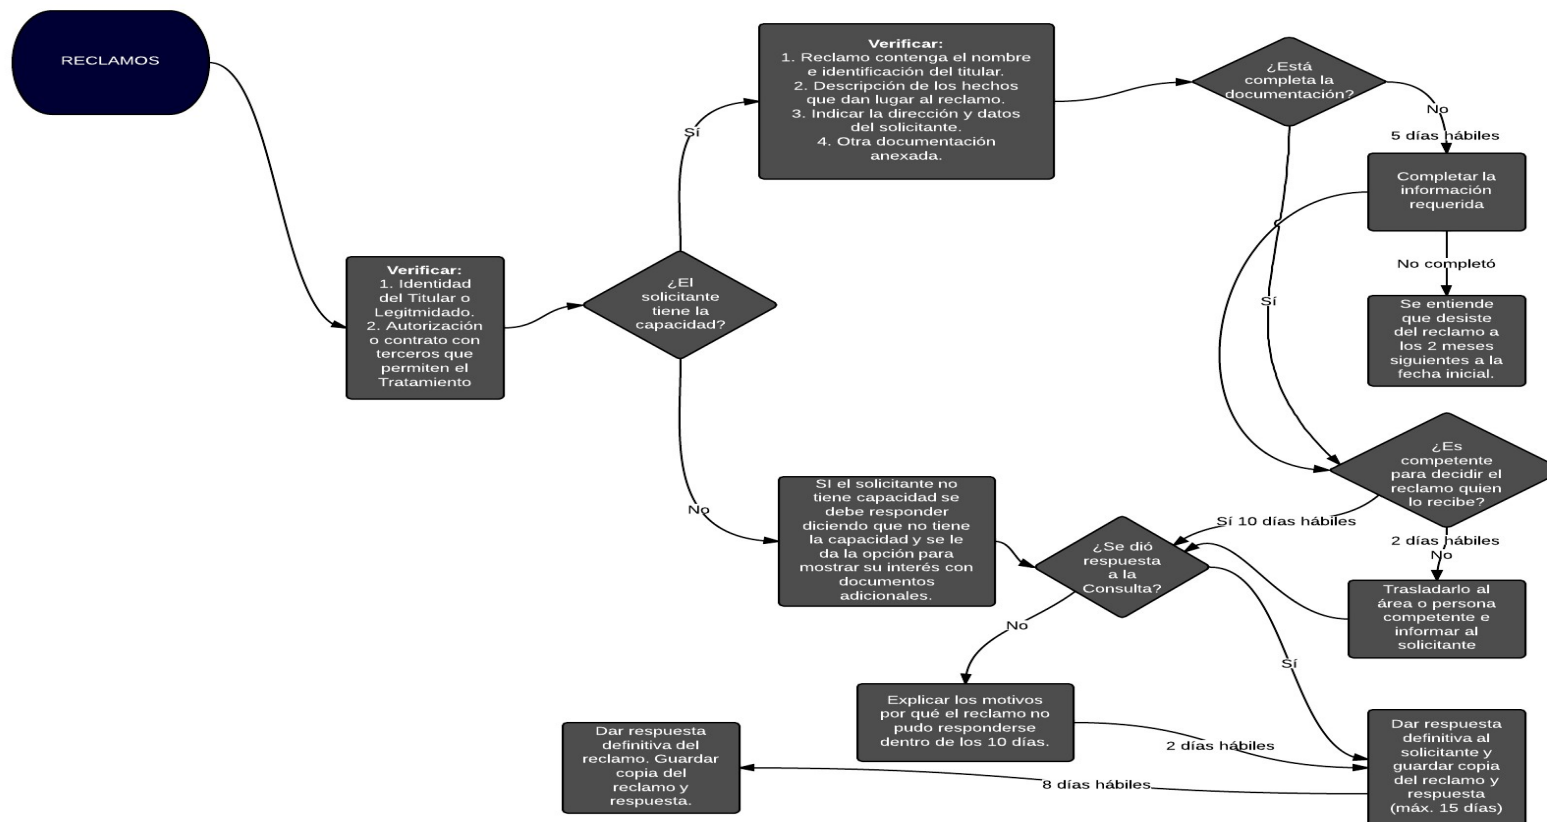 RECLAMOS
Verificar:
1. Identidad
del Titular o
Legitmidado.
2. Autorización
o contrato con
terceros que
permiten el
Tratamiento
¿El
solicitante
tiene la
capacidad?
Sí
Verificar:
1. Reclamo contenga el nombre
e identificación del titular.
2. Descripción de los hechos
que dan lugar al reclamo.
3. Indicar la dirección y datos
del solicitante.
4. Otra documentación
anexada.
¿Está
completa la
documentación?
No
5 días hábiles
Completar la
información
requerida
No completó
Se entiende
que desiste
del reclamo a
los 2 meses
siguientes a la
fecha inicial.
Sí
¿Es
competente
para decidir el
reclamo quien
lo recibe?
Sí 10 días hábiles
2 días hábiles
No
Trasladarlo al
área o persona
competente e
informar al
solicitante
No
SI el solicitante no
tiene capacidad se
debe responder
diciendo que no tiene
la capacidad y se le
da la opción para
mostrar su interés con
documentos
adicionales.
¿Se dió
respuesta
a la
Consulta?
No
Explicar los motivos
por qué el reclamo no
pudo responderse
dentro de los 10 días.
Sí
2 días hábiles
Dar respuesta
definitiva al
solicitante y
guardar copia
del reclamo y
respuesta
(máx. 15 días)
8 días hábiles
Dar respuesta
definitiva del
reclamo. Guardar
copia del
reclamo y
respuesta.